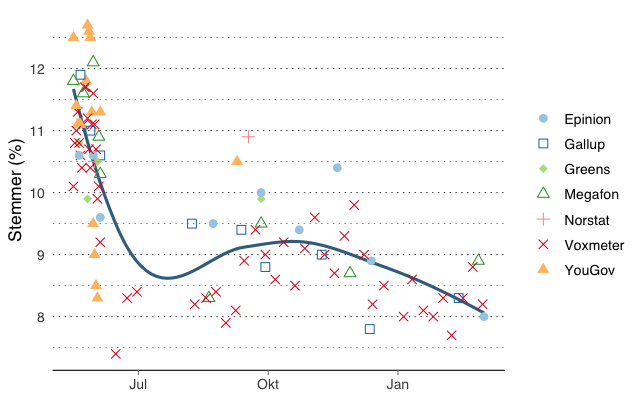 Stemmer (%)
12
11
10
9
8
Jul
Okt
Jan
Epinion
Gallup
Greens
Megafon
Norstat
Voxmeter
YouGov